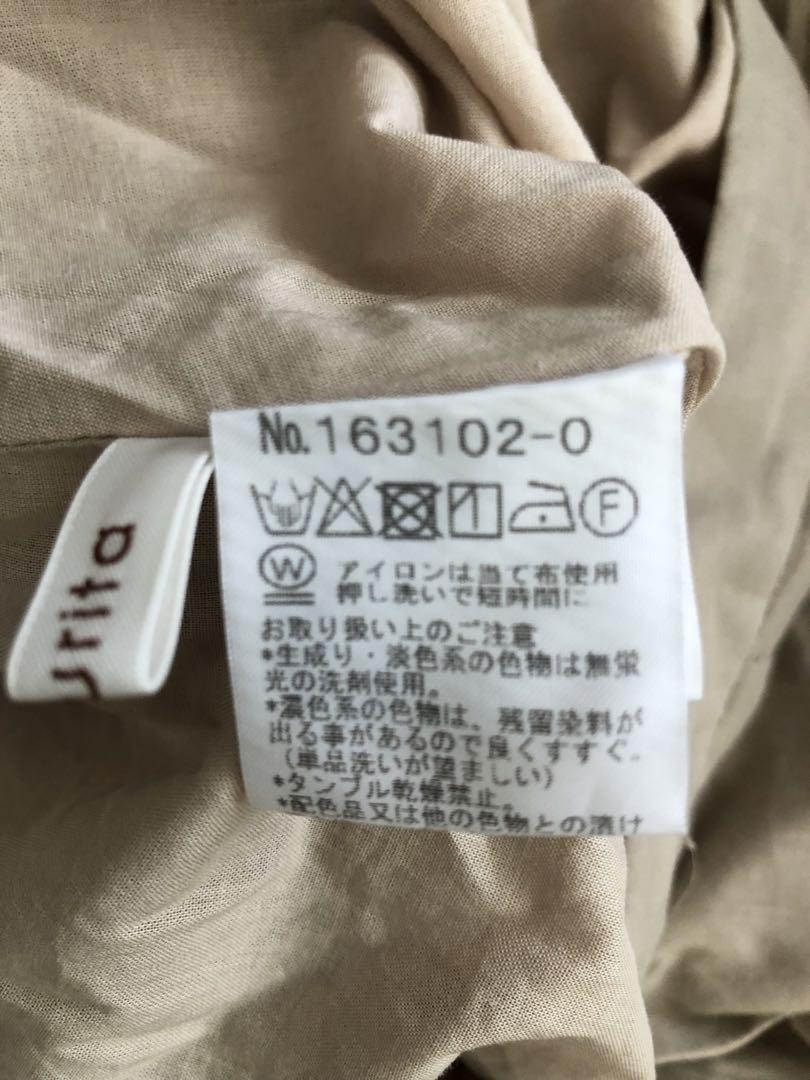 No.163102-0
F
W アイロンは当て布使用
押し洗いで短時間に
お取り扱い上のご注意
*生成り・淡色系の色物は無栄
光の洗剤使用。
*濃色系の色物は、残留染料が
出る事があるので良くすすぐ。
(単品洗いが望ましい)
*タンブル乾燥禁止。
*配色品又は他の色物との漬け
urita